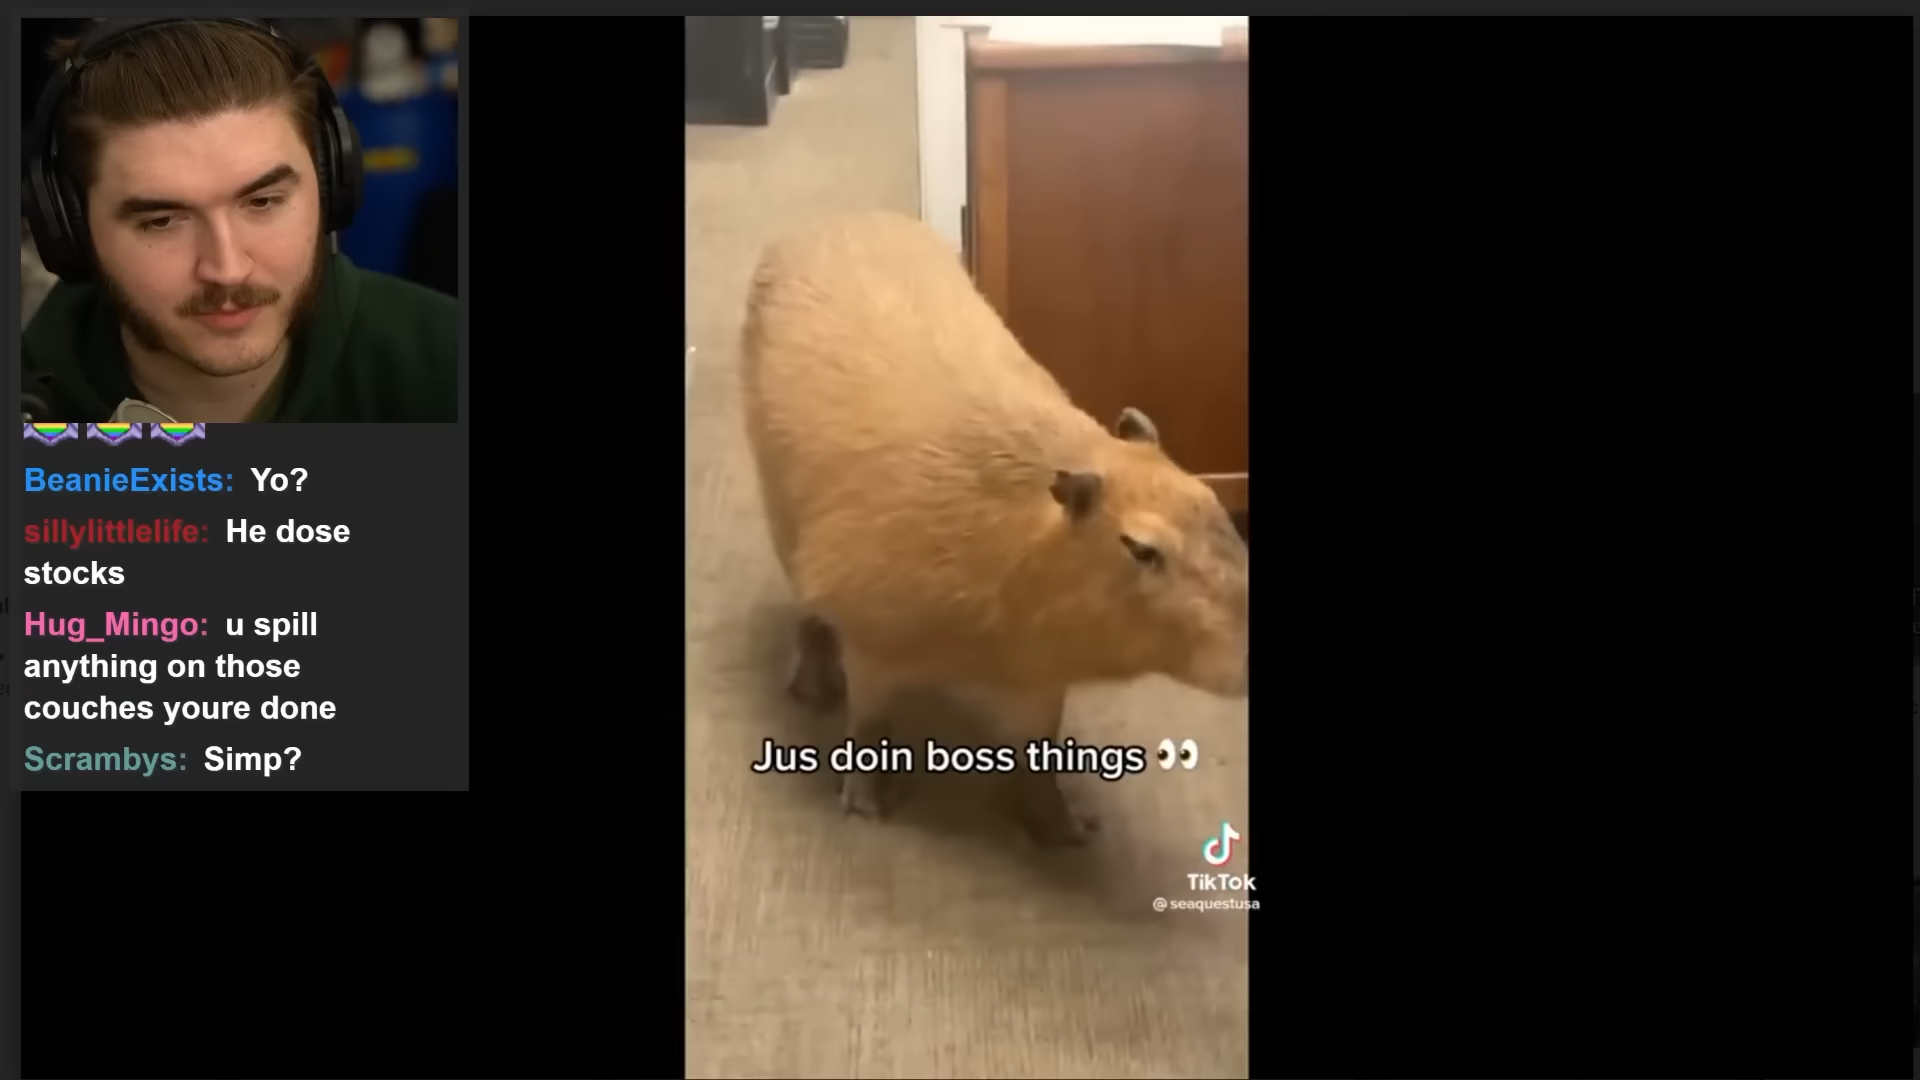 BeanieExists: Yo?
sillylittlelife: He dose
stocks
Hug_Mingo: u spill
anything on those
couches youre done
Scrambys: Simp?
Jus doin boss things 👀
TikTok
@seaquestusa